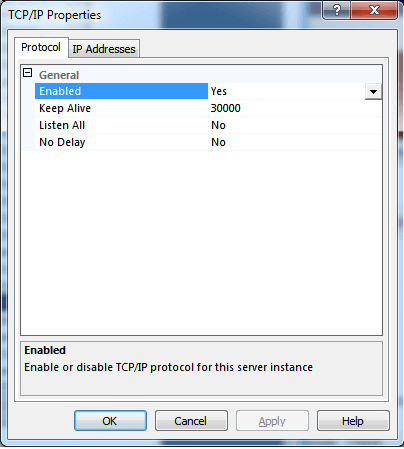 TCP/IP Properties
Protocol
IP Addresses
General
Enabled Yes
Keep Alive 30000
Listen All No
No Delay No
Enabled
Enable or disable TCP/IP protocol for this server instance
OK Cancel Apply Help